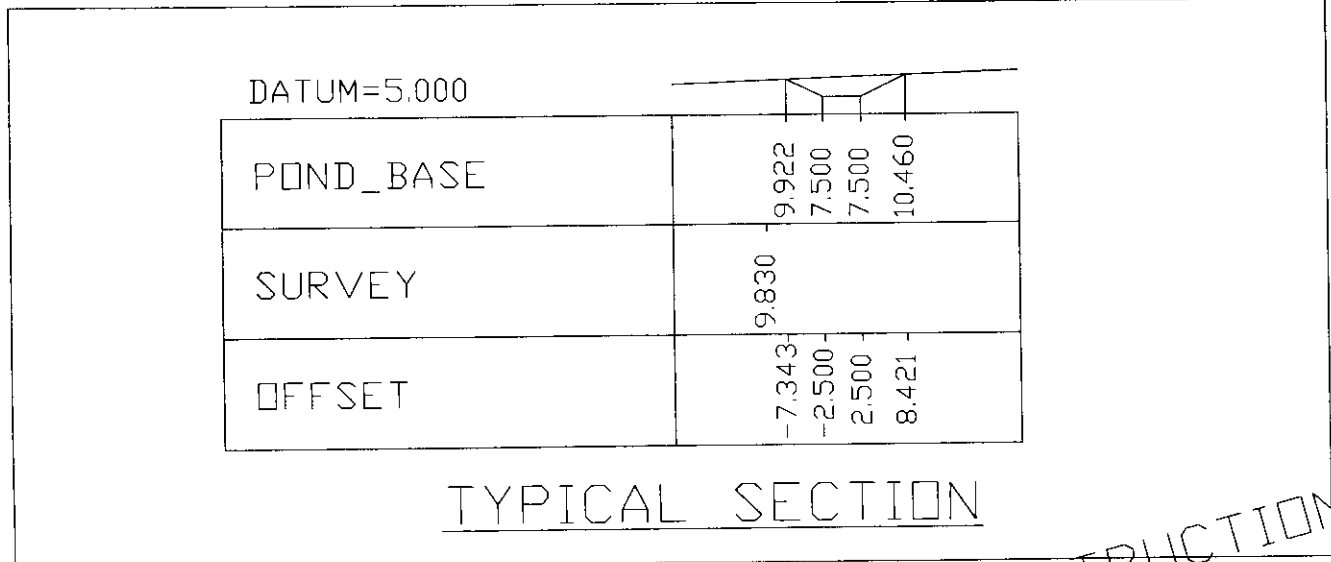 DATUM=5.000
POND_BASE
9.922
7.500
7.500
10.460
SURVEY
9.830
OFFSET
-7.343
-2.500
2.500
8.421
TYPICAL SECTION